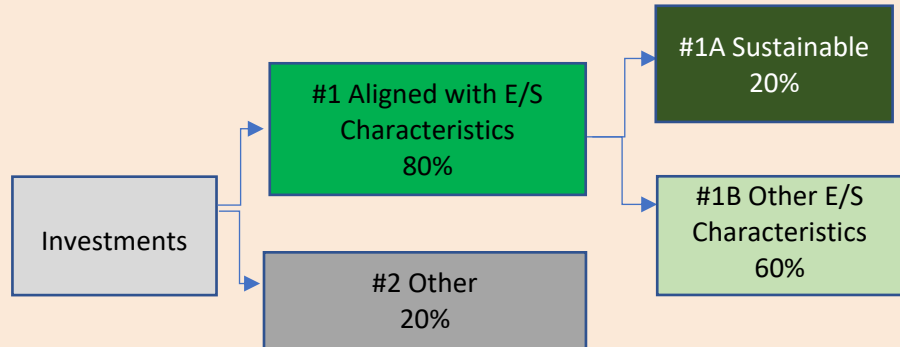 #1A Sustainable
20%
#1 Aligned with E/S
Characteristics
80%
Investments
#1B Other E/S
Characteristics
60%
#2 Other
20%